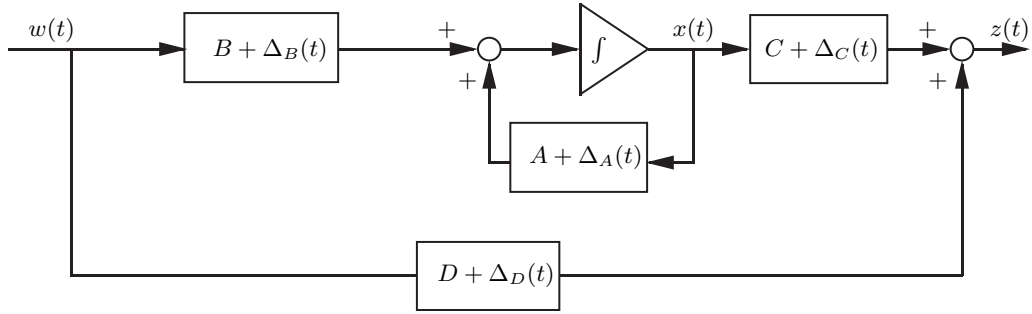 w(t)
B + Δ_B(t)
+
+
∫
x(t)
C + Δ_C(t)
+
+
z(t)
A + Δ_A(t)
D + Δ_D(t)